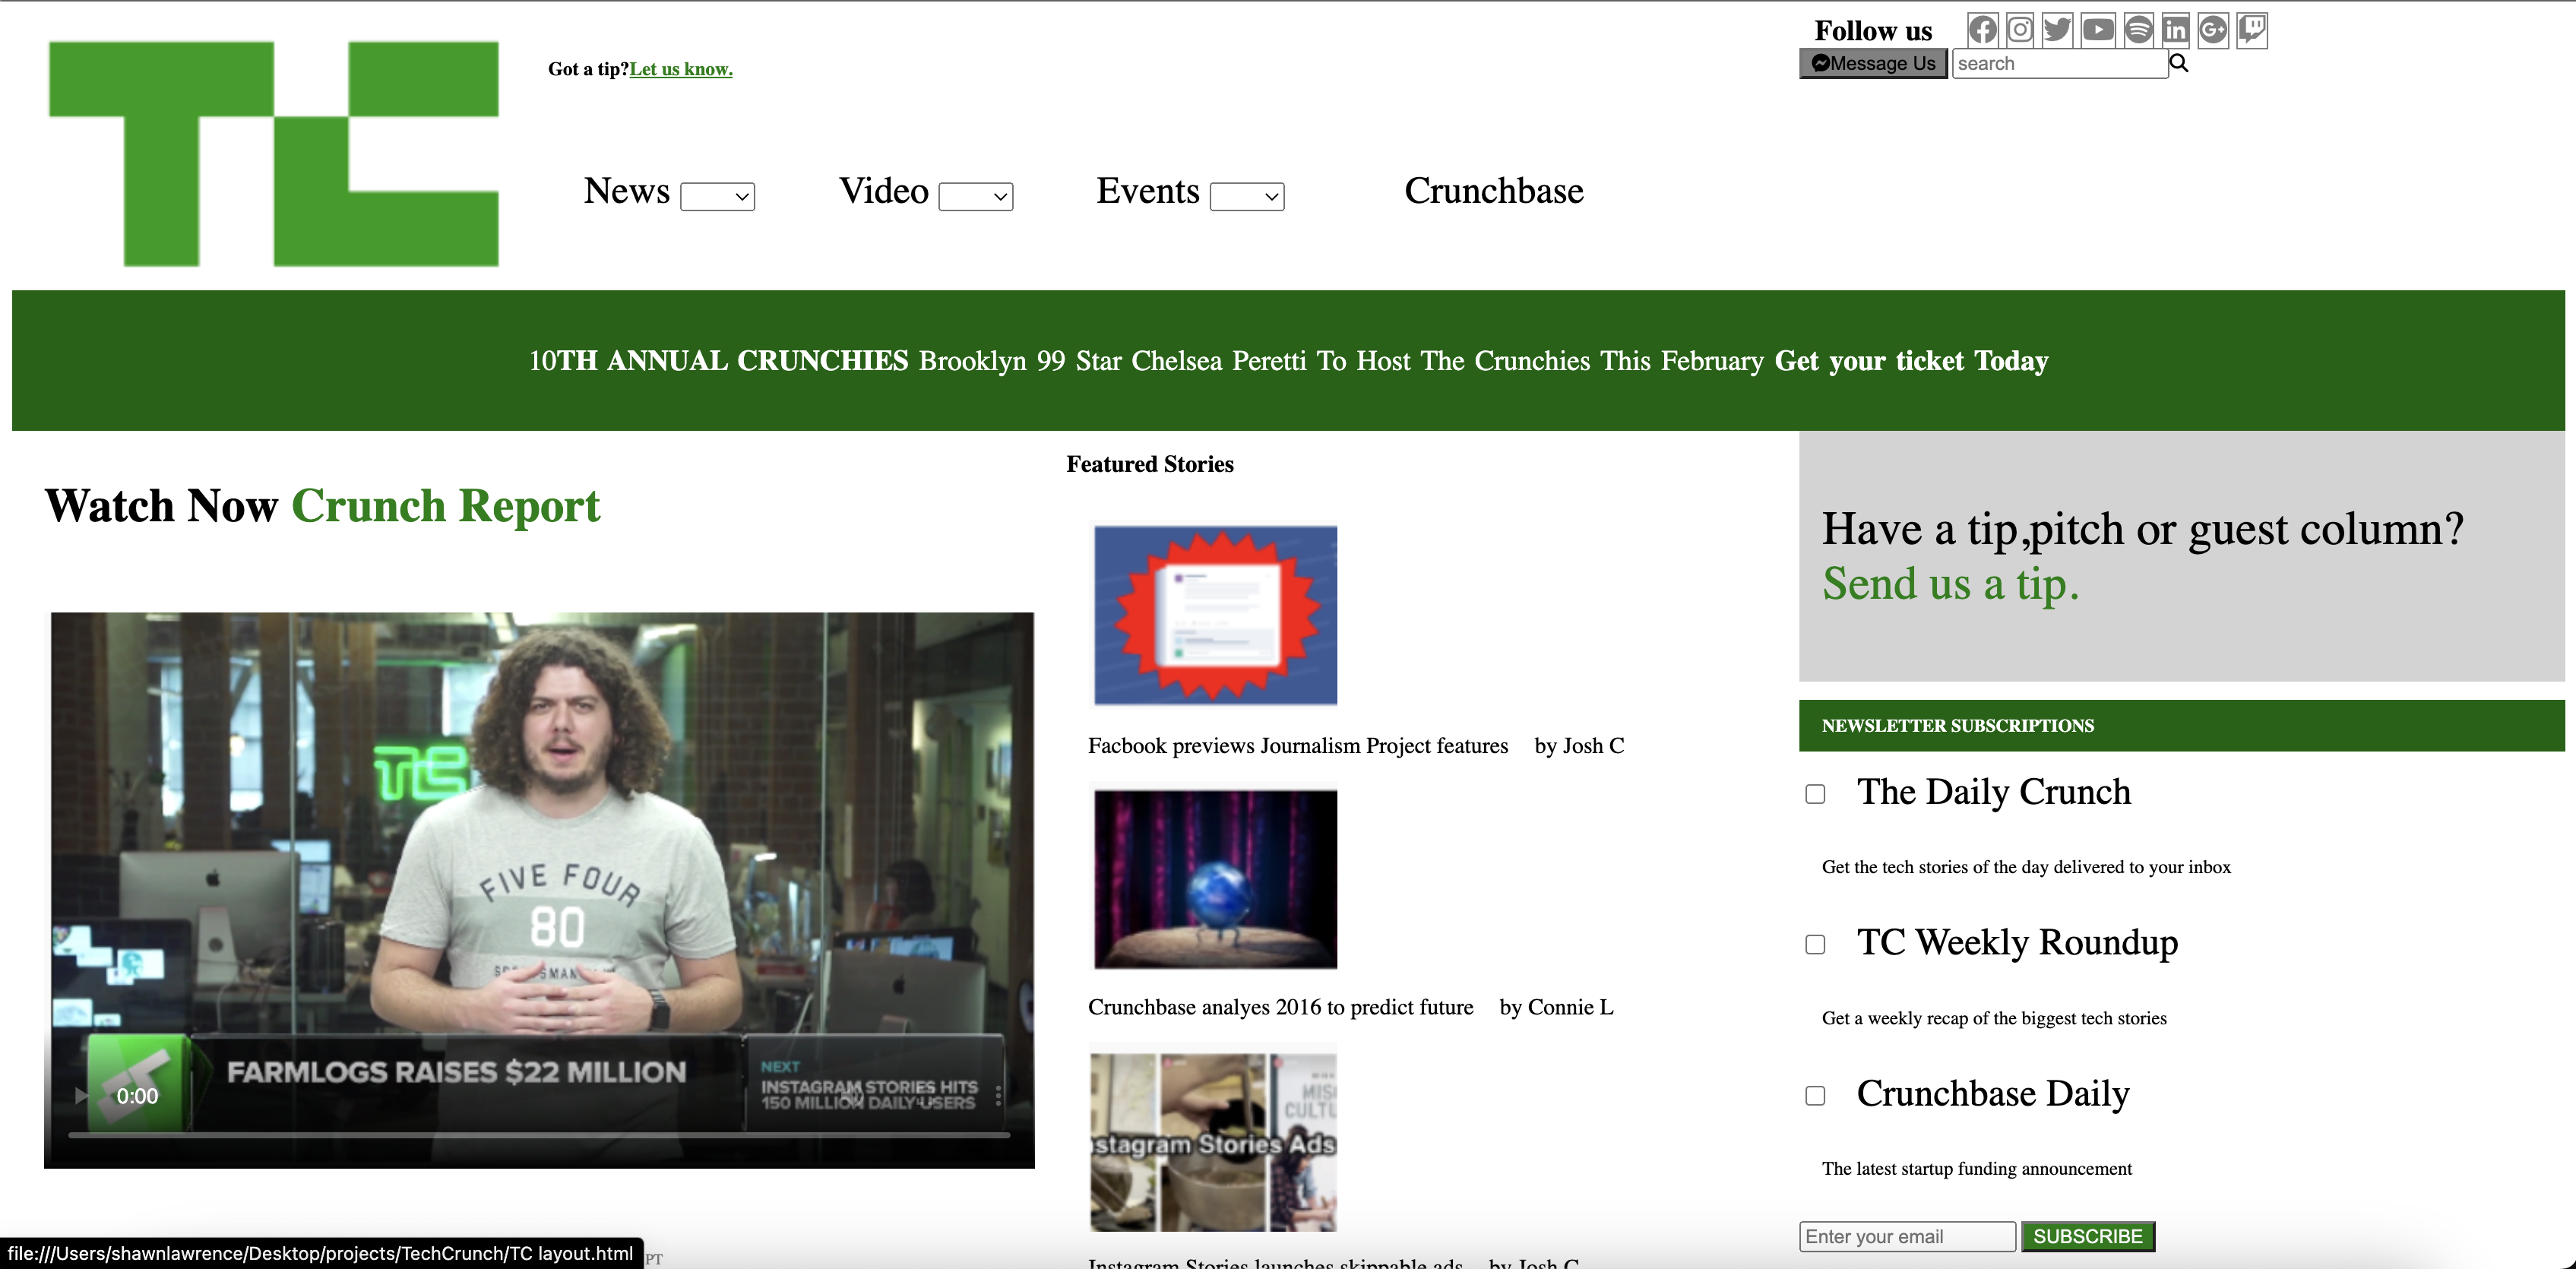 TC
Got a tip?Let us know.
Follow us
Message Us
search
News
Video
Events
Crunchbase
10TH ANNUAL CRUNCHIES Brooklyn 99 Star Chelsea Peretti To Host The Crunchies This February Get your ticket Today
Watch Now Crunch Report
TC
FIVE FOUR
80
FARMLOGS RAISES $22 MILLION
NEXT
INSTAGRAM STORIES HITS
150 MILLION DAILY USERS
0:00
Featured Stories
Facbook previews Journalism Project features by Josh C
Crunchbase analyes 2016 to predict future by Connie L
stagram Stories Ads
Instagram Stories launches skippable ads by Josh C
Have a tip,pitch or guest column?
Send us a tip.
NEWSLETTER SUBSCRIPTIONS
The Daily Crunch
Get the tech stories of the day delivered to your inbox
TC Weekly Roundup
Get a weekly recap of the biggest tech stories
Crunchbase Daily
The latest startup funding announcement
Enter your email
SUBSCRIBE
file:///Users/shawnlawrence/Desktop/projects/TechCrunch/TC layout.html
PT